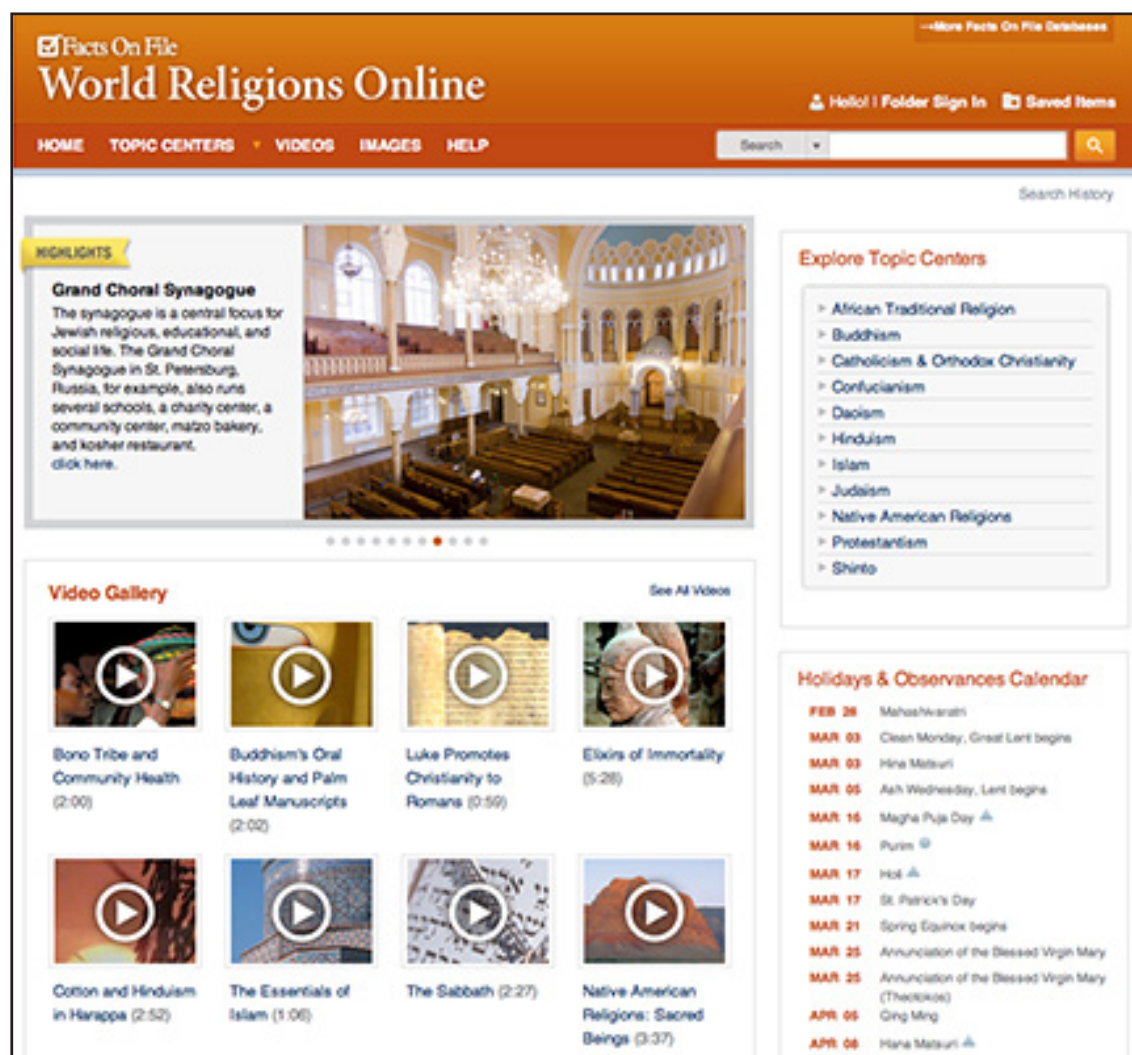 →More Facts On File Databases
Facts On File
World Religions Online
Hello! | Folder Sign In Saved Items
HOME TOPIC CENTERS VIDEOS IMAGES HELP
Search
Search History
HIGHLIGHTS
Grand Choral Synagogue
The synagogue is a central focus for
Jewish religious, educational, and
social life. The Grand Choral
Synagogue in St. Petersburg,
Russia, for example, also runs
several schools, a charity center, a
community center, matzo bakery,
and kosher restaurant.
click here.
Explore Topic Centers
African Traditional Religion
Buddhism
Catholicism & Orthodox Christianity
Confucianism
Daoism
Hinduism
Islam
Judaism
Native American Religions
Protestantism
Shinto
Video Gallery
See All Videos
Bono Tribe and
Community Health
(2:00)
Buddhism's Oral
History and Palm
Leaf Manuscripts
(2:02)
Luke Promotes
Christianity to
Romans (0:59)
Elixirs of Immortality
(5:28)
Cotton and Hinduism
in Harappa (2:52)
The Essentials of
Islam (1:06)
The Sabbath (2:27)
Native American
Religions: Sacred
Beings (3:37)
Holidays & Observances Calendar
FEB 26 Mahashivaratri
MAR 03 Clean Monday, Great Lent begins
MAR 03 Hina Matsuri
MAR 05 Ash Wednesday, Lent begins
MAR 16 Magha Puja Day
MAR 16 Purim
MAR 17 Holi
MAR 17 St. Patrick's Day
MAR 21 Spring Equinox begins
MAR 25 Annunciation of the Blessed Virgin Mary
MAR 25 Annunciation of the Blessed Virgin Mary
(Theotokos)
APR 05 Qing Ming
APR 08 Hana Matsuri